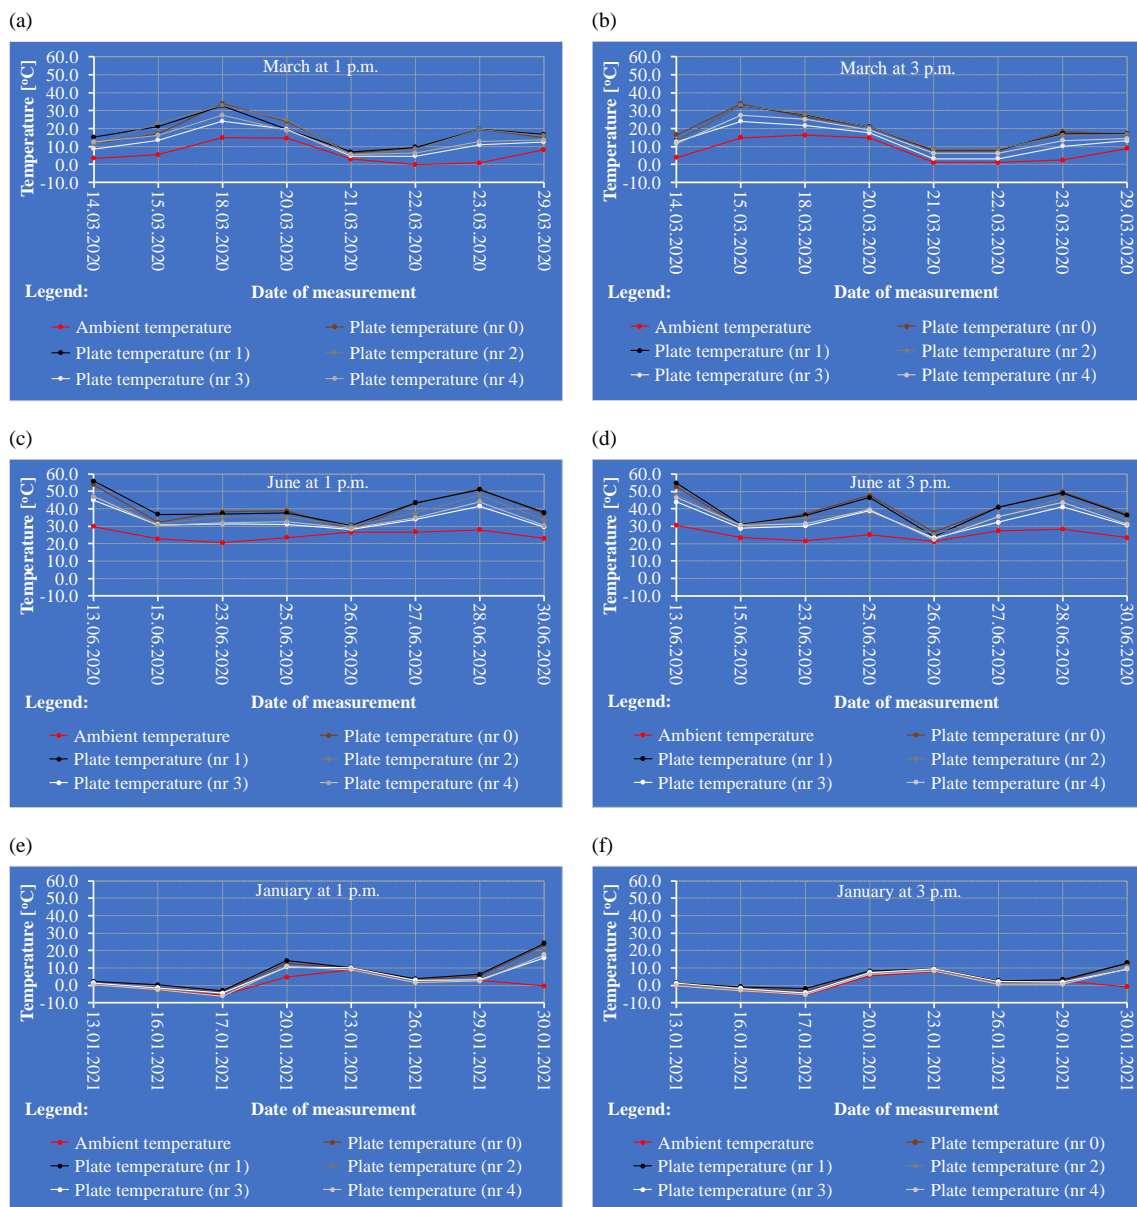 (a)
March at 1 p.m.
Temperature [°C]
60.0
50.0
40.0
30.0
20.0
10.0
0.0
-10.0
14.03.2020
15.03.2020
18.03.2020
20.03.2020
21.03.2020
22.03.2020
23.03.2020
29.03.2020
Legend:
Date of measurement
Ambient temperature
Plate temperature (nr 0)
Plate temperature (nr 1)
Plate temperature (nr 2)
Plate temperature (nr 3)
Plate temperature (nr 4)
(b)
March at 3 p.m.
Temperature [°C]
60.0
50.0
40.0
30.0
20.0
10.0
0.0
-10.0
14.03.2020
15.03.2020
18.03.2020
20.03.2020
21.03.2020
22.03.2020
23.03.2020
29.03.2020
Legend:
Date of measurement
Ambient temperature
Plate temperature (nr 0)
Plate temperature (nr 1)
Plate temperature (nr 2)
Plate temperature (nr 3)
Plate temperature (nr 4)
(c)
June at 1 p.m.
Temperature [°C]
60.0
50.0
40.0
30.0
20.0
10.0
0.0
-10.0
13.06.2020
15.06.2020
23.06.2020
25.06.2020
26.06.2020
27.06.2020
28.06.2020
30.06.2020
Legend:
Date of measurement
Ambient temperature
Plate temperature (nr 0)
Plate temperature (nr 1)
Plate temperature (nr 2)
Plate temperature (nr 3)
Plate temperature (nr 4)
(d)
June at 3 p.m.
Temperature [°C]
60.0
50.0
40.0
30.0
20.0
10.0
0.0
-10.0
13.06.2020
15.06.2020
23.06.2020
25.06.2020
26.06.2020
27.06.2020
28.06.2020
30.06.2020
Legend:
Date of measurement
Ambient temperature
Plate temperature (nr 0)
Plate temperature (nr 1)
Plate temperature (nr 2)
Plate temperature (nr 3)
Plate temperature (nr 4)
(e)
January at 1 p.m.
Temperature [°C]
60.0
50.0
40.0
30.0
20.0
10.0
0.0
-10.0
13.01.2021
16.01.2021
17.01.2021
20.01.2021
23.01.2021
26.01.2021
29.01.2021
30.01.2021
Legend:
Date of measurement
Ambient temperature
Plate temperature (nr 0)
Plate temperature (nr 1)
Plate temperature (nr 2)
Plate temperature (nr 3)
Plate temperature (nr 4)
(f)
January at 3 p.m.
Temperature [°C]
60.0
50.0
40.0
30.0
20.0
10.0
0.0
-10.0
13.01.2021
16.01.2021
17.01.2021
20.01.2021
23.01.2021
26.01.2021
29.01.2021
30.01.2021
Legend:
Date of measurement
Ambient temperature
Plate temperature (nr 0)
Plate temperature (nr 1)
Plate temperature (nr 2)
Plate temperature (nr 3)
Plate temperature (nr 4)